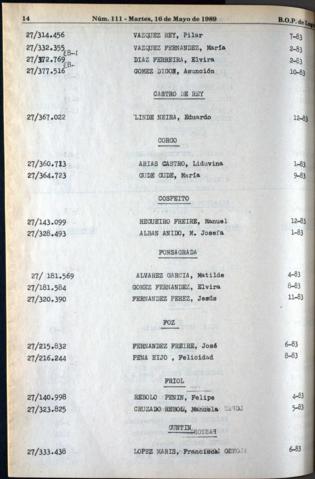 14 Núm. 111 - Martes, 16 de Mayo de 1989 B.O.P. de Lugo
27/314.456 VAZQUEZ REY, Pilar 7-83
27/332.355 VAZQUEZ FERNANDEZ, María 2-83
27/372.769 DIAZ FERREIRA, Elvira 2-83
27/377.516 GOMEZ DIGON, Asunción 10-83
CASTRO DE REY
27/367.022 LINDE NEIRA, Eduardo 12-83
CORGO
27/360.713 ARIAS CASTRO, Liduvina 1-83
27/364.723 GUDE GUDE, María 9-83
COSPEITO
27/143.099 REGUEIRO FREIRE, Manuel 12-83
27/328.493 ALBAN ANIDO, M. Josefa 1-83
FONSAGRADA
27/ 181.569 ALVAREZ GARCIA, Matilde 4-83
27/181.584 GOMEZ FERNANDEZ, Elvira 8-83
27/320.390 FERNANDEZ PEREZ, Jesús 11-83
FOZ
27/215.832 FERNANDEZ FREIRE, José 6-83
27/216.244 PENA HIJO , Felicidad 8-83
FRIOL
27/140.998 REBOLO PENIN, Felipe 4-83
27/323.825 CRUZADO REBOL, Manuela 5-83
GUNTIN
27/333.438 LOPEZ MARIS, Francisca 6-83